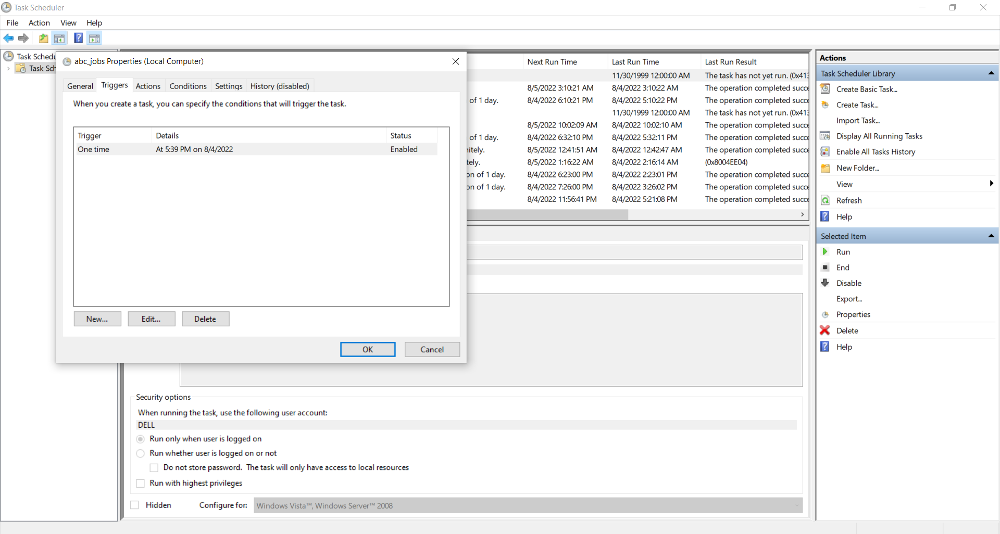 Task Scheduler
File Action View Help
Task Schedu
Task Sch
abc_jobs Properties (Local Computer)
General Triggers Actions Conditions Settings History (disabled)
When you create a task, you can specify the conditions that will trigger the task.
Trigger Details Status
One time At 5:39 PM on 8/4/2022 Enabled
New... Edit... Delete
OK Cancel
Next Run Time Last Run Time Last Run Result
11/30/1999 12:00:00 AM The task has not yet run. (0x413
8/5/2022 3:10:21 AM 8/4/2022 3:10:22 AM The operation completed succe
of 1 day. 8/4/2022 6:10:21 PM 8/4/2022 5:10:22 PM The operation completed succe
11/30/1999 12:00:00 AM The task has not yet run. (0x413
8/5/2022 10:02:09 AM 8/4/2022 10:02:10 AM The operation completed succe
of 1 day. 8/4/2022 6:32:10 PM 8/4/2022 5:32:11 PM The operation completed succe
nitely. 8/5/2022 12:41:51 AM 8/4/2022 12:42:47 AM The operation completed succe
tely. 8/5/2022 1:16:22 AM 8/4/2022 2:16:14 AM (0x8004EE04)
on of 1 day. 8/4/2022 6:23:00 PM 8/4/2022 2:23:01 PM The operation completed succe
on of 1 day. 8/4/2022 7:26:00 PM 8/4/2022 3:26:02 PM The operation completed succe
8/4/2022 11:56:41 PM 8/4/2022 5:21:08 PM The operation completed succe
Security options
When running the task, use the following user account:
DELL
Run only when user is logged on
Run whether user is logged on or not
Do not store password. The task will only have access to local resources
Run with highest privileges
Hidden Configure for: Windows Vista™, Windows Server™ 2008
Actions
Task Scheduler Library
Create Basic Task...
Create Task...
Import Task...
Display All Running Tasks
Enable All Tasks History
New Folder...
View
Refresh
Help
Selected Item
Run
End
Disable
Export...
Properties
Delete
Help